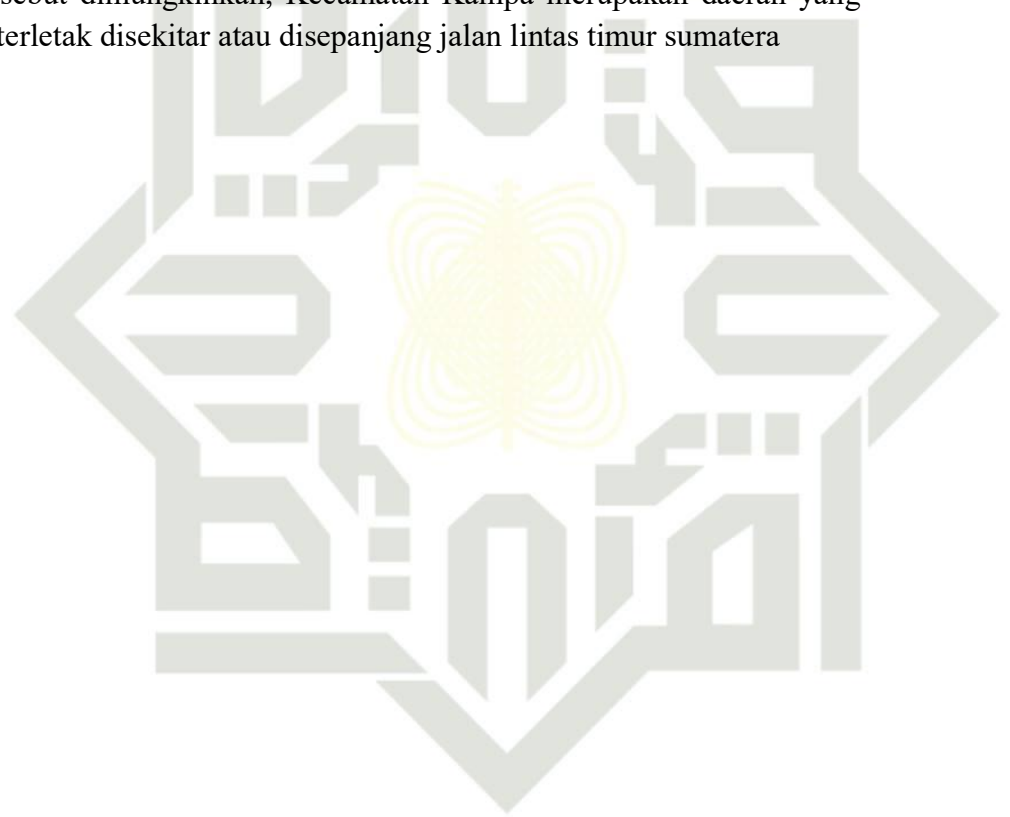 sebut dimungkinkan, Kecamatan Kampa merupakan daerah yang
terletak disekitar atau disepanjang jalan lintas timur sumatera